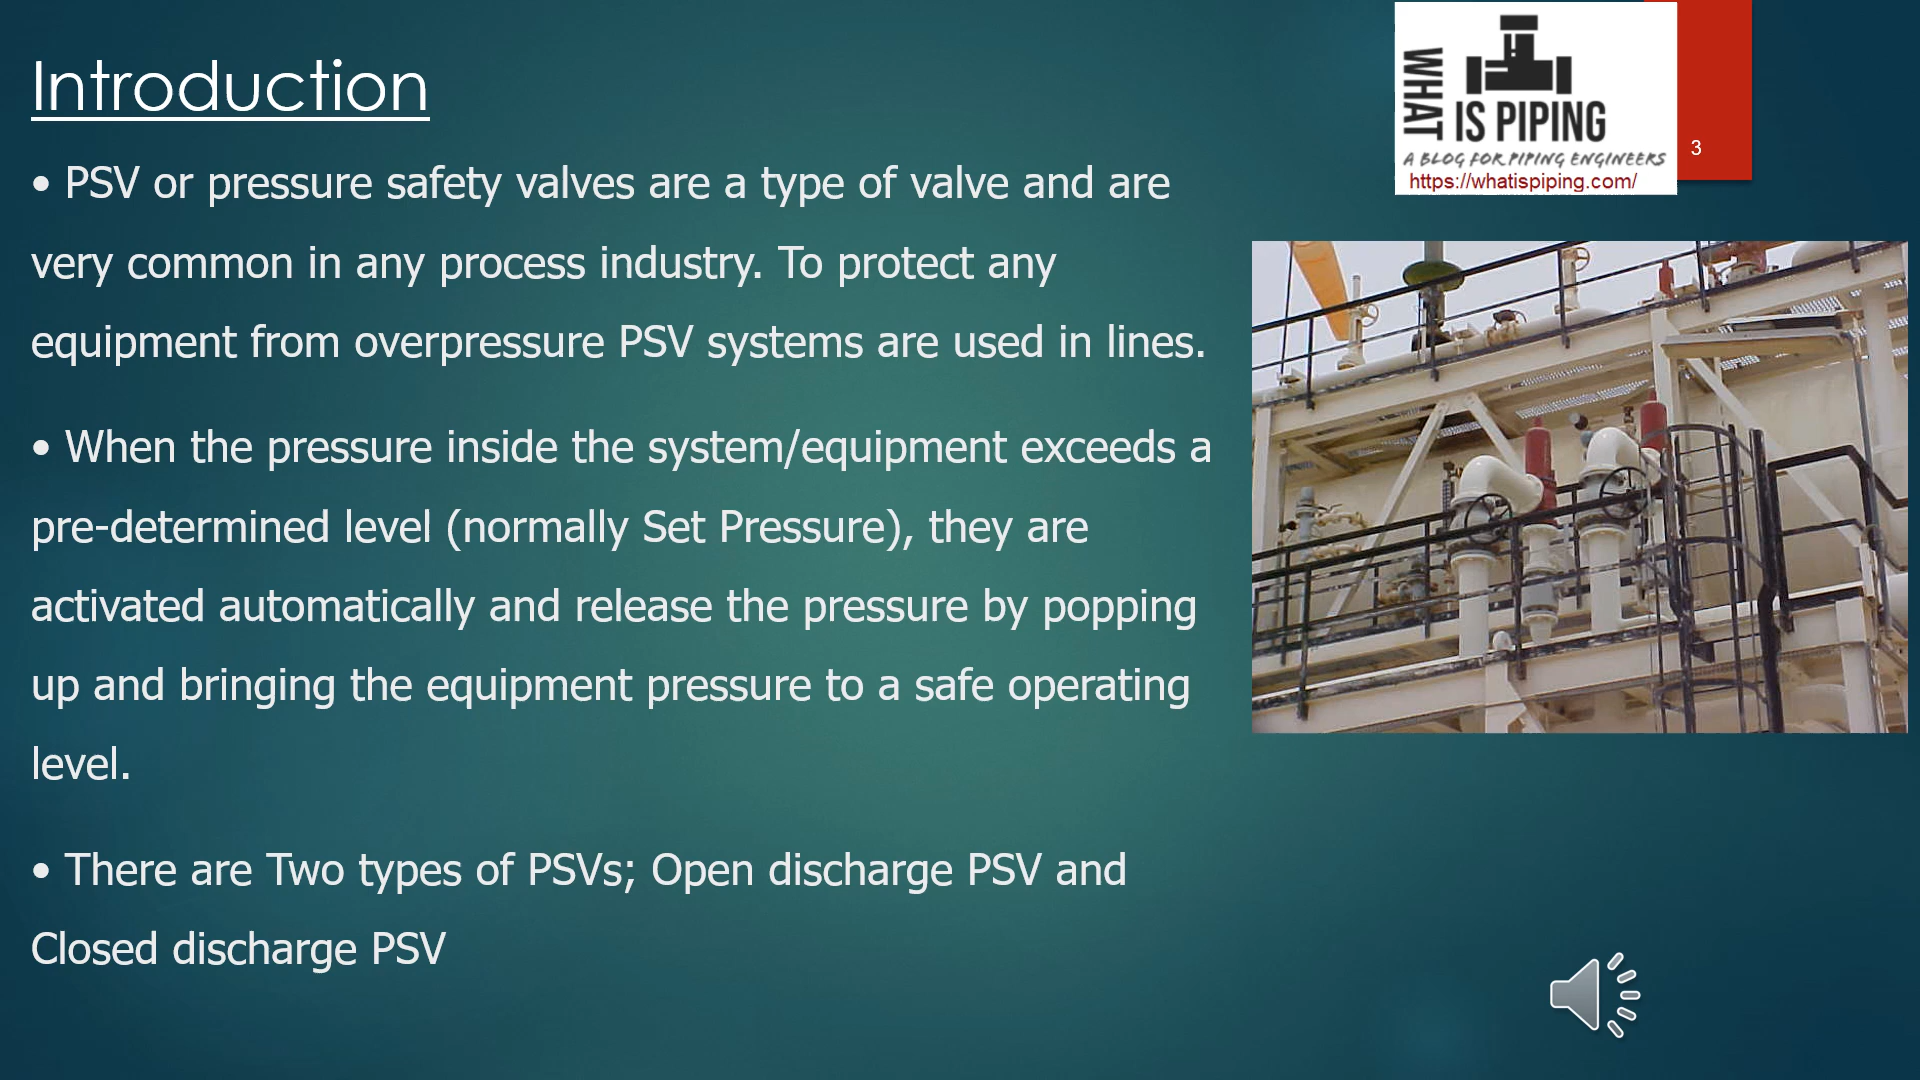 Introduction
• PSV or pressure safety valves are a type of valve and are
very common in any process industry. To protect any
equipment from overpressure PSV systems are used in lines.
• When the pressure inside the system/equipment exceeds a
pre-determined level (normally Set Pressure), they are
activated automatically and release the pressure by popping
up and bringing the equipment pressure to a safe operating
level.
• There are Two types of PSVs; Open discharge PSV and
Closed discharge PSV
WHAT
IS PIPING
A BLOG FOR PIPING ENGINEERS
https://whatispiping.com/
3